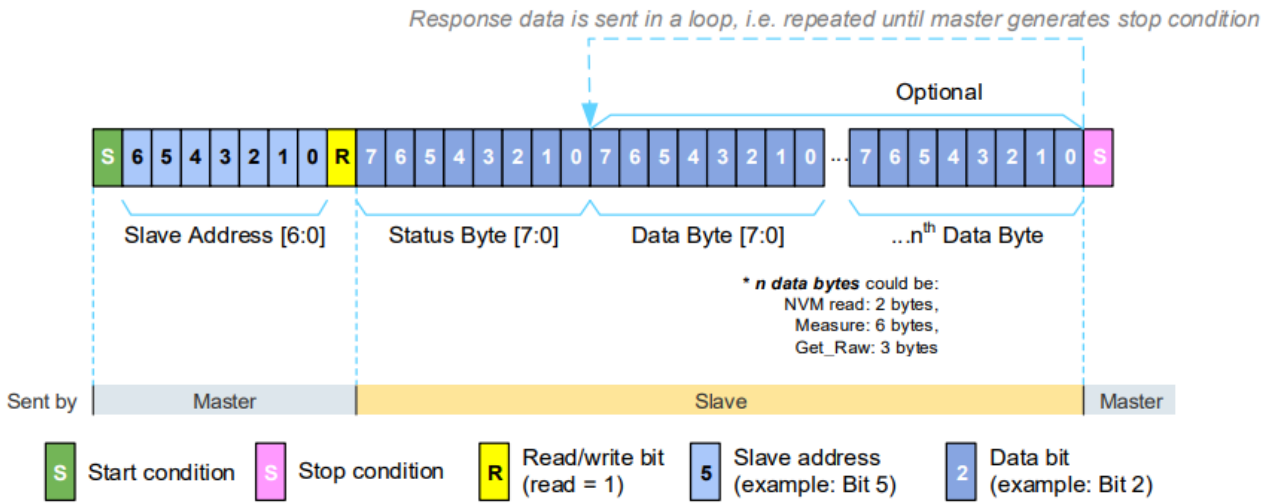 Response data is sent in a loop, i.e. repeated until master generates stop condition
Optional
S 6 5 4 3 2 1 0 R 7 6 5 4 3 2 1 0 7 6 5 4 3 2 1 0 ... 7 6 5 4 3 2 1 0 S
Slave Address [6:0] Status Byte [7:0] Data Byte [7:0] ...nth Data Byte
* n data bytes could be:
NVM read: 2 bytes,
Measure: 6 bytes,
Get_Raw: 3 bytes
Sent by Master Slave Master
S Start condition S Stop condition R Read/write bit 5 Slave address 2 Data bit
(read = 1) (example: Bit 5) (example: Bit 2)